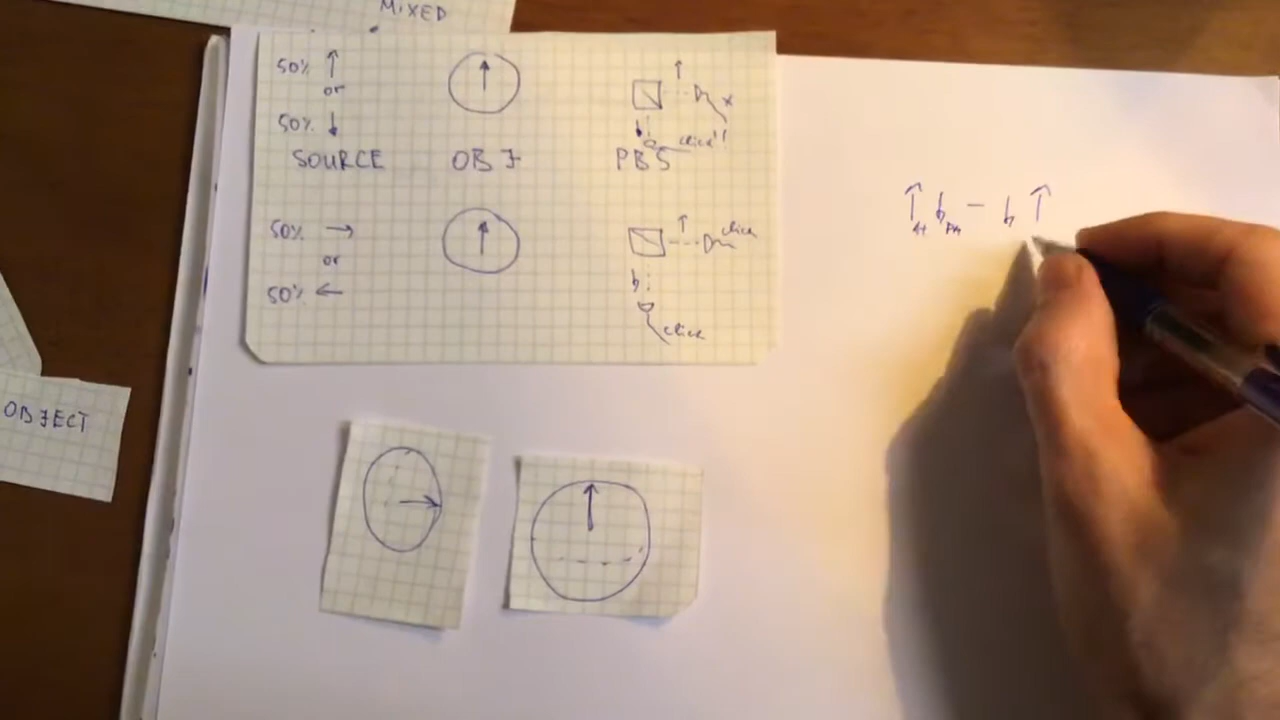 MIXED
50% ↑
or
50% ↓
click!!
SOURCE OBJ PBS
50% →
click
or
50% ←
click
OBJECT
↑ ↓ - ↓ ↑